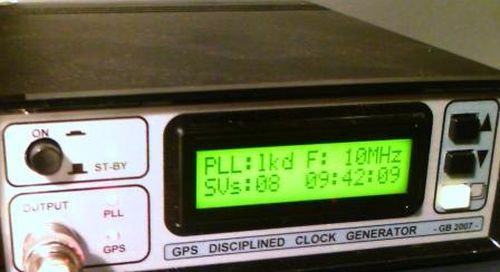 ON
ST-BY
OUTPUT
PLL
GPS
PLL:lkd F: 10MHz
SVs:08 09:42:09
GPS DISCIPLINED CLOCK GENERATOR
- GB 2007 -